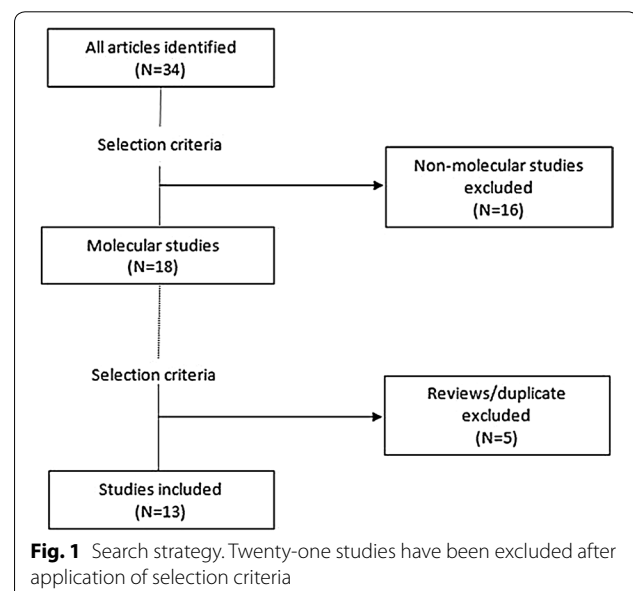 All articles identified
(N=34)
Selection criteria
Non-molecular studies
excluded
(N=16)
Molecular studies
(N=18)
Selection criteria
Reviews/duplicate
excluded
(N=5)
Studies included
(N=13)
Fig. 1 Search strategy. Twenty-one studies have been excluded after
application of selection criteria